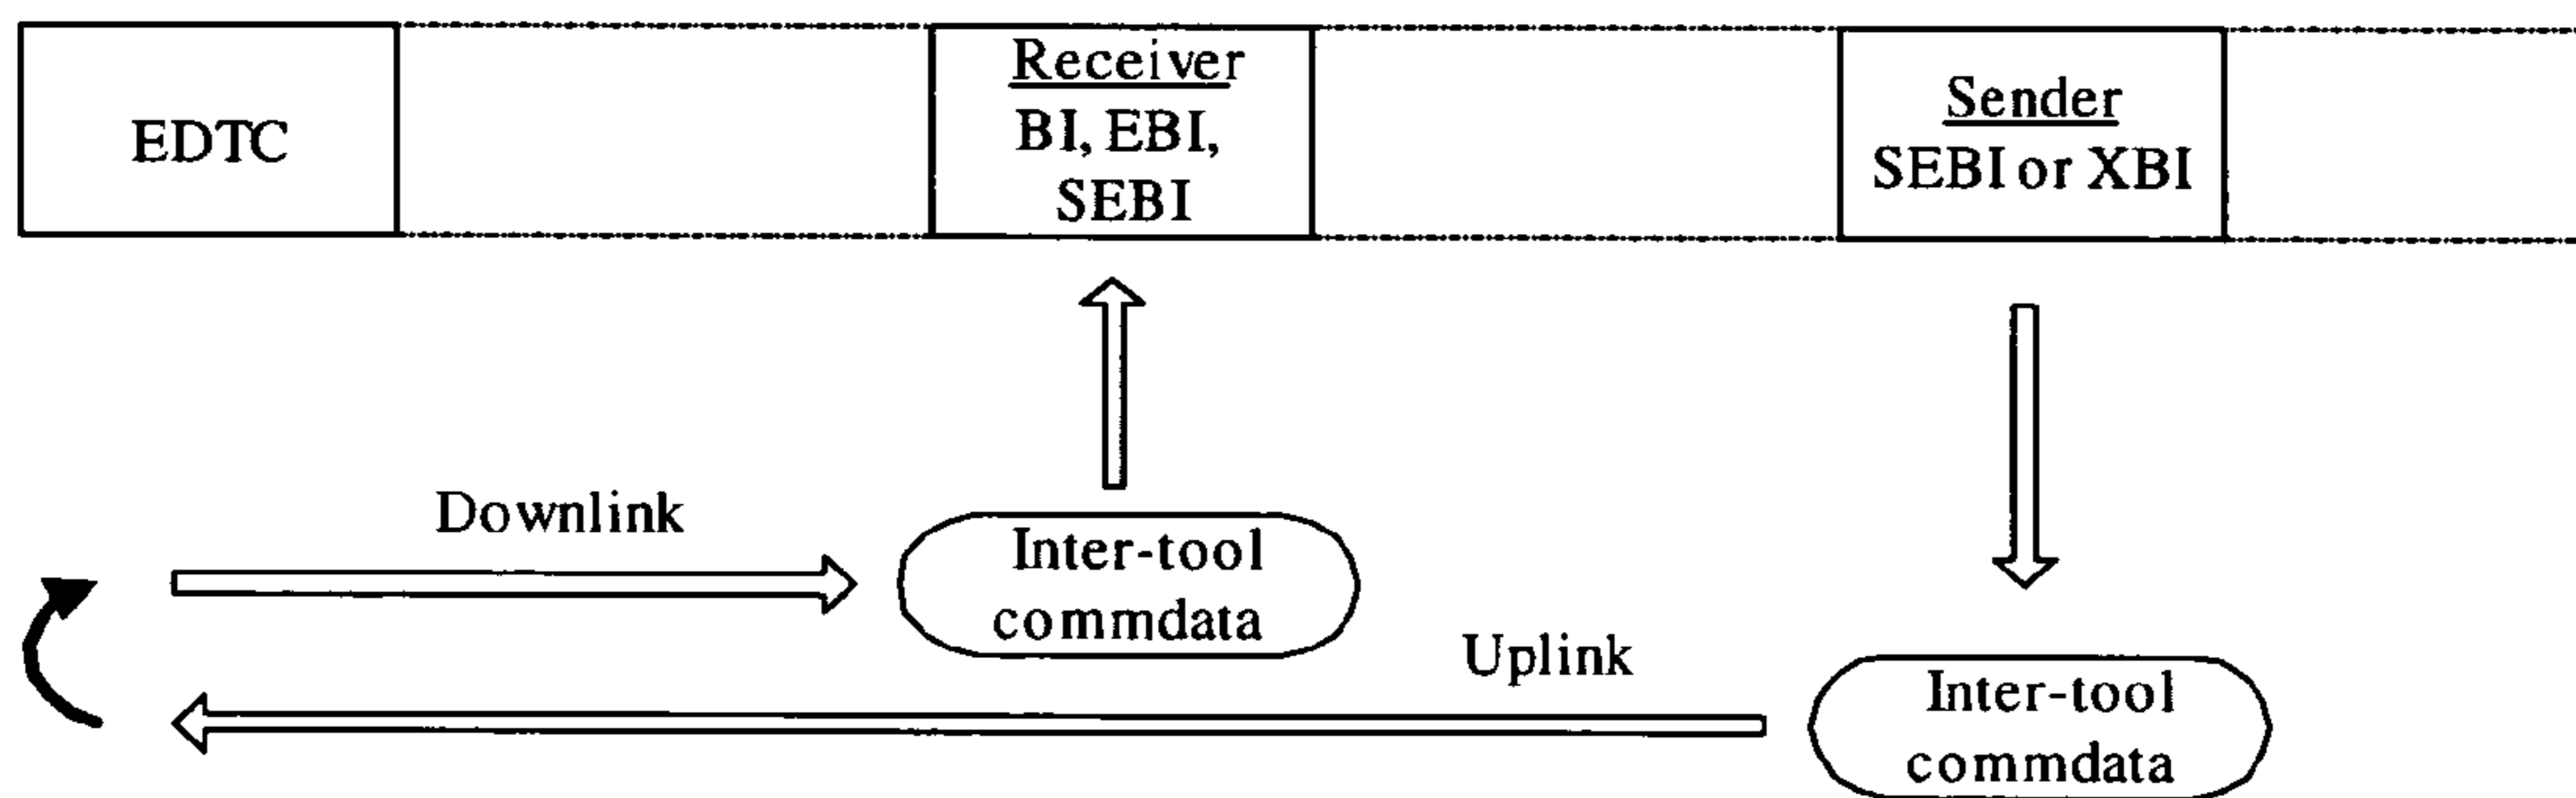 EDTC
Receiver
BI, EBI,
SEBI
Sender
SEBI or XBI
Downlink
Inter-tool
commdata
Uplink
Inter-tool
commdata